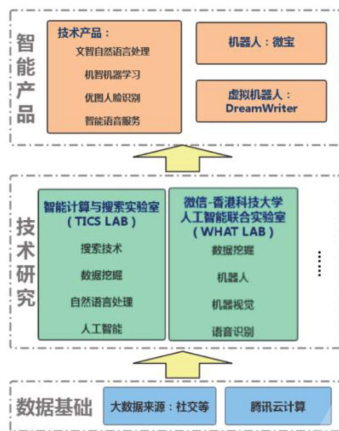 智能产品
技术产品：
文智自然语言处理
机智机器学习
优图人脸识别
智能语音服务
机器人：微宝
虚拟机器人：
DreamWriter
技术研究
智能计算与搜索实验室
（TICS LAB）
搜索技术
数据挖掘
自然语言处理
人工智能
微信-香港科技大学
人工智能联合实验室
（WHAT LAB）
数据挖掘
机器人
机器视觉
语音识别
······
数据基础
大数据来源：社交等
腾讯云计算